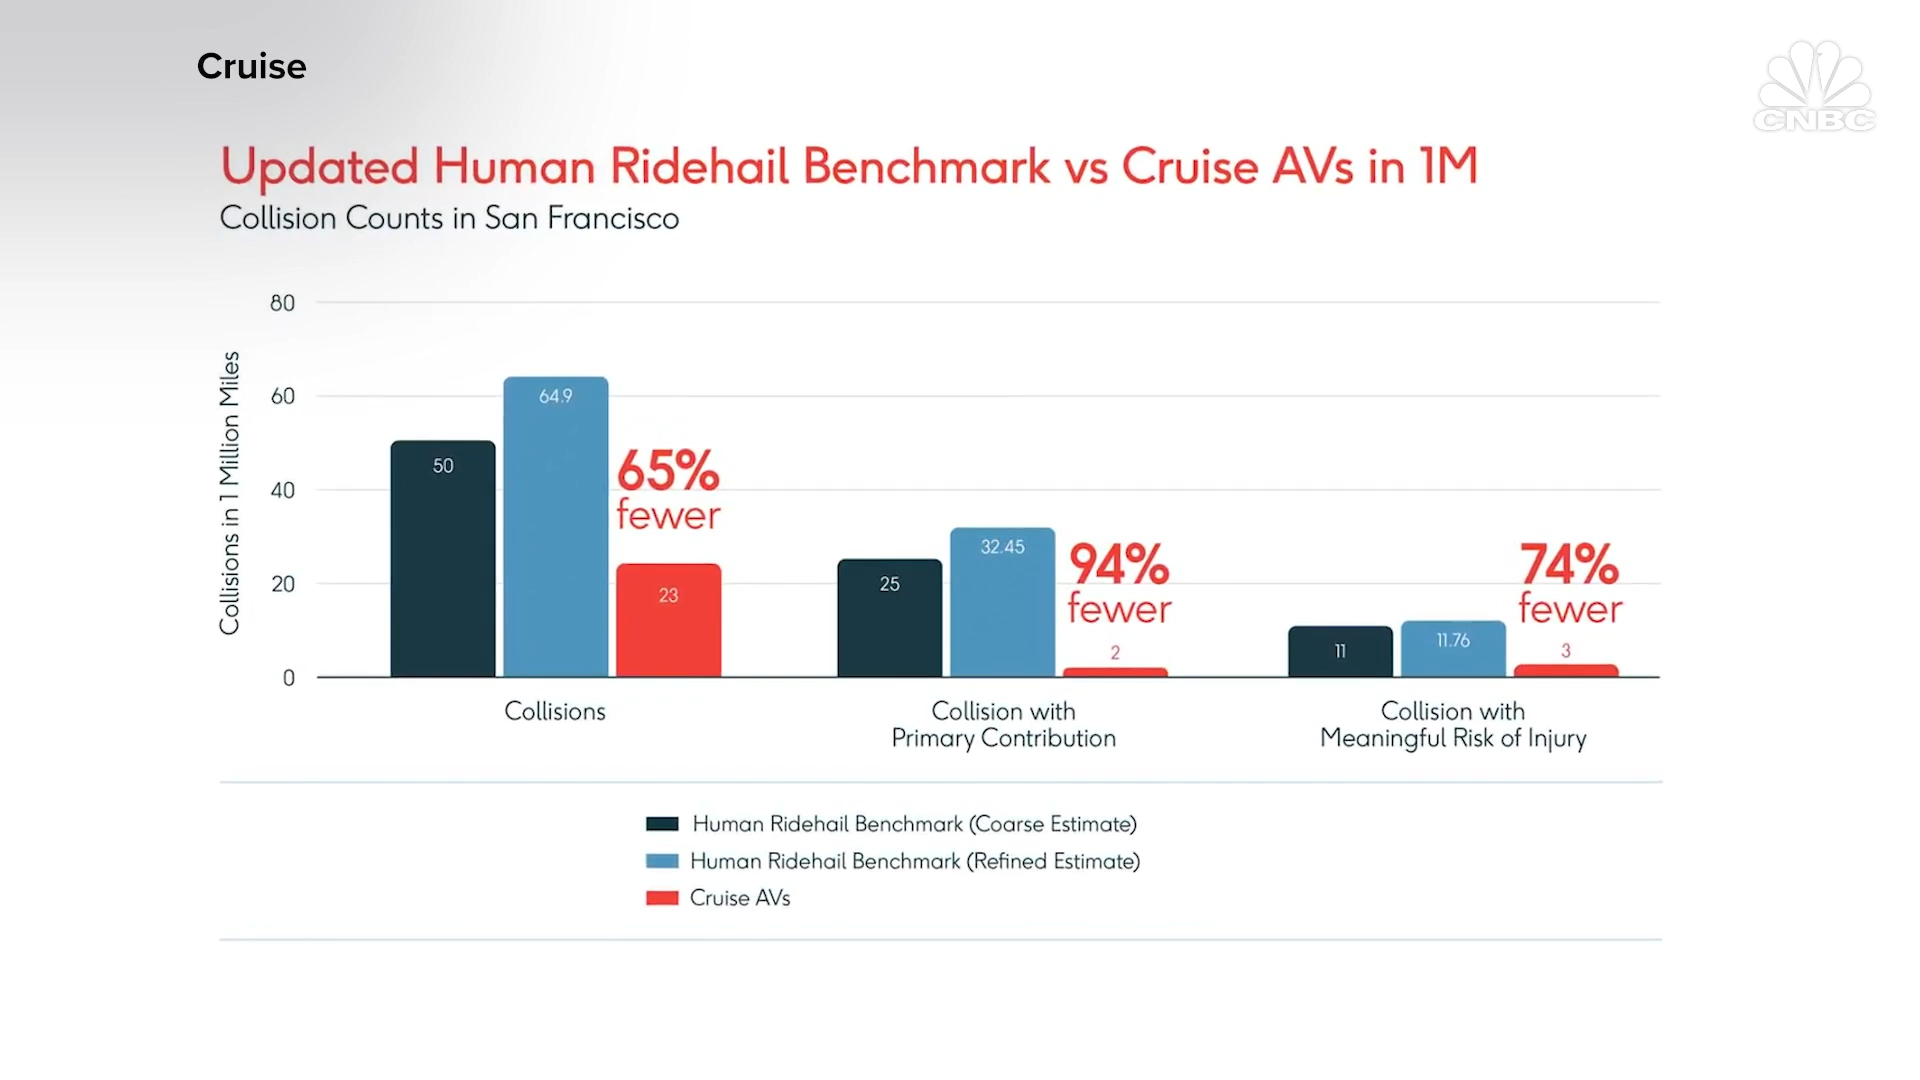 Cruise
CNBC
Updated Human Ridehail Benchmark vs Cruise AVs in 1M
Collision Counts in San Francisco
Collisions in 1 Million Miles
80
60
40
20
0
50
64.9
65%
fewer
23
25
32.45
94%
fewer
2
11
11.76
74%
fewer
3
Collisions
Collision with
Primary Contribution
Collision with
Meaningful Risk of Injury
Human Ridehail Benchmark (Coarse Estimate)
Human Ridehail Benchmark (Refined Estimate)
Cruise AVs